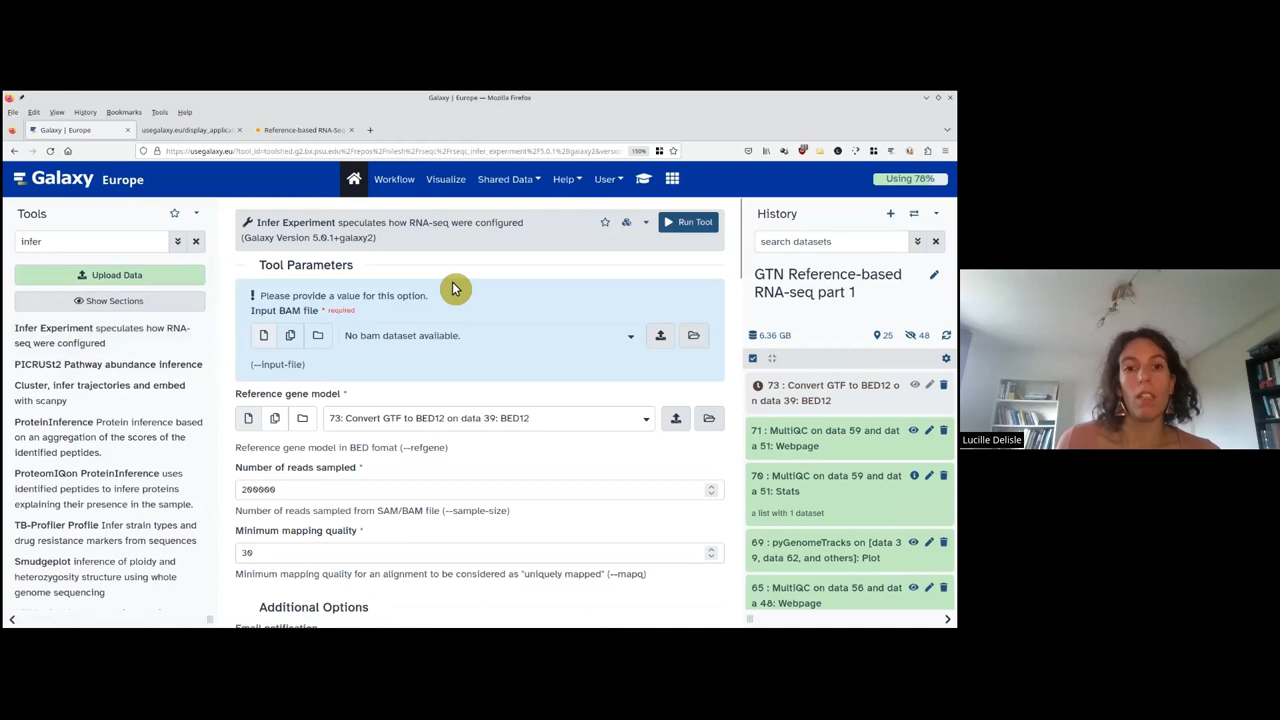 Galaxy | Europe — Mozilla Firefox
File Edit View History Bookmarks Tools Help
Galaxy | Europe
usegalaxy.eu/display_applica
Reference-based RNA-Seq
150%
Galaxy Europe
Workflow Visualize Shared Data Help User
Using 78%
Tools
infer
Upload Data
Show Sections
Infer Experiment speculates how RNA-
seq were configured
PICRUSt2 Pathway abundance inference
Cluster, infer trajectories and embed
with scanpy
ProteinInference Protein inference
based on an aggregation of the scores of the
identified peptides.
ProteomIQon ProteinInference uses
identified peptides to infere proteins
explaining their presence in the sample.
TB-Profiler Profile Infer strain types and
drug resistance markers from sequences
Smudgeplot inference of ploidy and
heterozygosity structure using whole
genome sequencing
Infer Experiment speculates how RNA-seq were configured
(Galaxy Version 5.0.1+galaxy2)
Run Tool
Tool Parameters
Please provide a value for this option.
Input BAM file * required
No bam dataset available.
(--input-file)
Reference gene model *
73: Convert GTF to BED12 on data 39: BED12
Reference gene model in BED fomat (--refgene)
Number of reads sampled *
200000
Number of reads sampled from SAM/BAM file (--sample-size)
Minimum mapping quality *
30
Minimum mapping quality for an alignment to be considered as "uniquely mapped" (--mapq)
Additional Options
Email notification
History
search datasets
GTN Reference-based
RNA-seq part 1
6.36 GB
25 48
73 : Convert GTF to BED12 o
n data 39: BED12
71 : MultiQC on data 59 and dat
a 51: Webpage
70 : MultiQC on data 59 and dat
a 51: Stats
a list with 1 dataset
69 : pyGenomeTracks on [data 3
9, data 62, and others]: Plot
65 : MultiQC on data 56 and dat
a 48: Webpage
Lucille Delisle